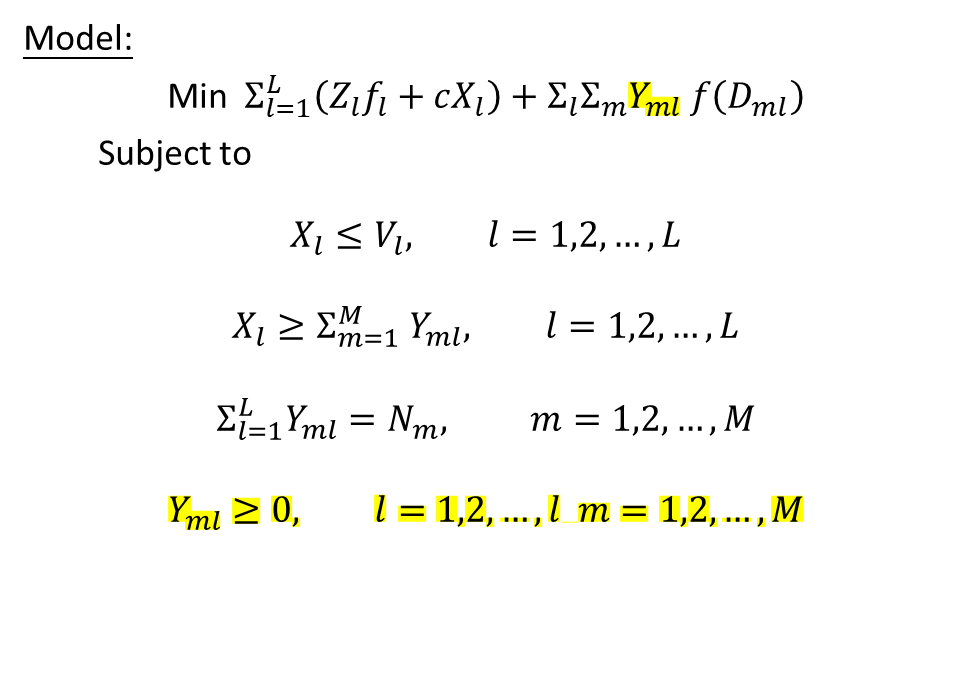 Model:
Min Σ_{l=1}^{L}(Z_l f_l + cX_l) + Σ_lΣ_m Y_{ml} f(D_{ml})
Subject to
X_l ≤ V_l, l = 1,2, … , L
X_l ≥ Σ_{m=1}^{M} Y_{ml}, l = 1,2, … , L
Σ_{l=1}^{L} Y_{ml} = N_m, m = 1,2, … , M
Y_{ml} ≥ 0, l = 1,2, … , l_m = 1,2, … , M